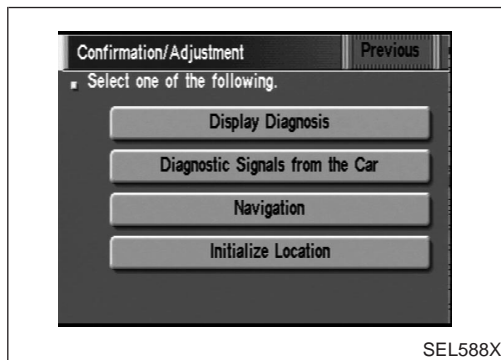 Confirmation/Adjustment Previous
Select one of the following.
Display Diagnosis
Diagnostic Signals from the Car
Navigation
Initialize Location
SEL588X